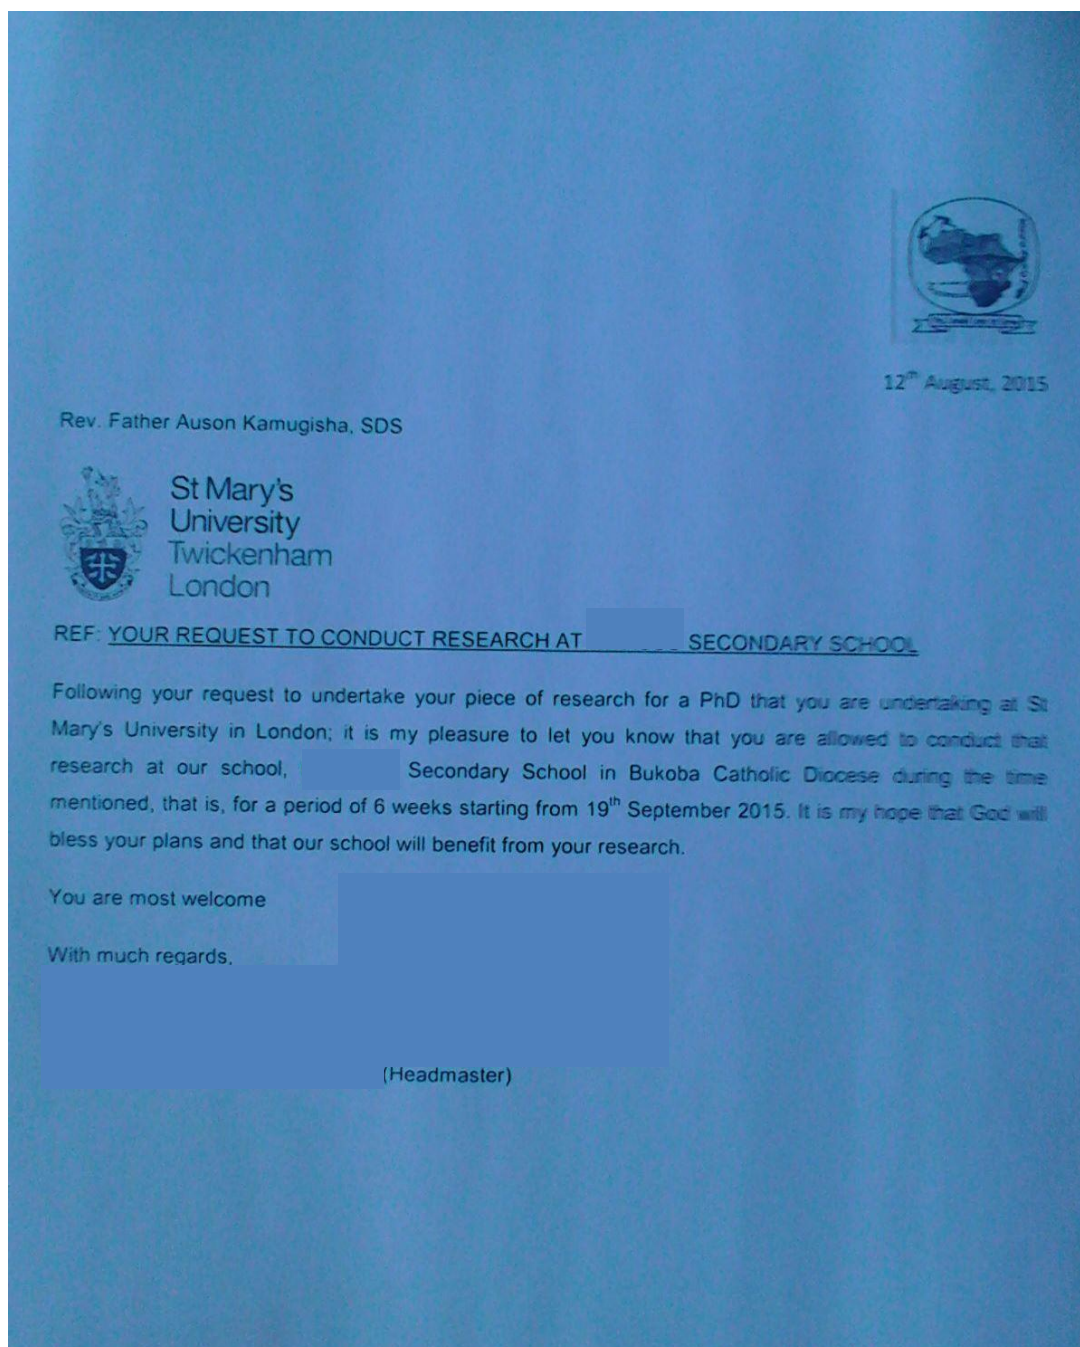 12th August, 2015
Rev. Father Auson Kamugisha, SDS
St Mary's
University
Twickenham
London
REF: YOUR REQUEST TO CONDUCT RESEARCH AT SECONDARY SCHOOL
Following your request to undertake your piece of research for a PhD that you are undertaking at St
Mary's University in London; it is my pleasure to let you know that you are allowed to conduct that
research at our school, Secondary School in Bukoba Catholic Diocese during the time
mentioned, that is, for a period of 6 weeks starting from 19th September 2015. It is my hope that God will
bless your plans and that our school will benefit from your research.
You are most welcome
With much regards,
(Headmaster)